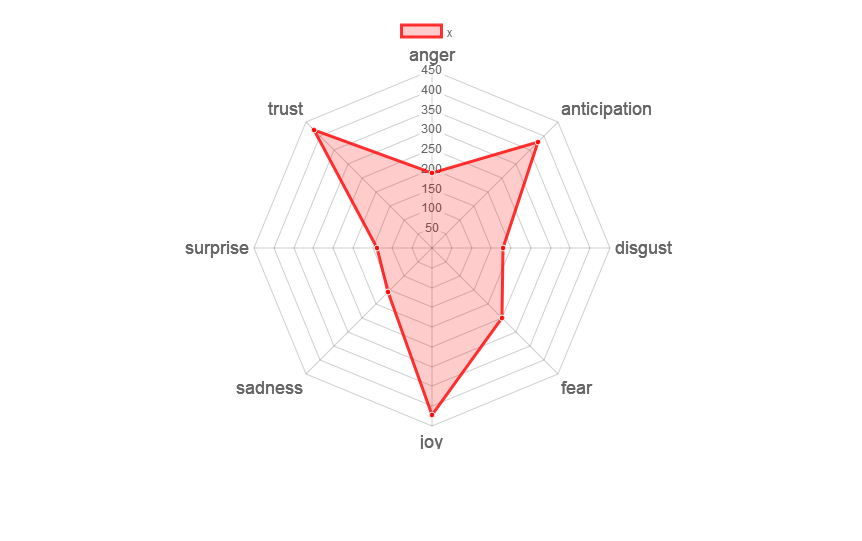 x
anger
450
400
350
300
250
200
150
100
50
trust
anticipation
surprise
disgust
sadness
fear
joy